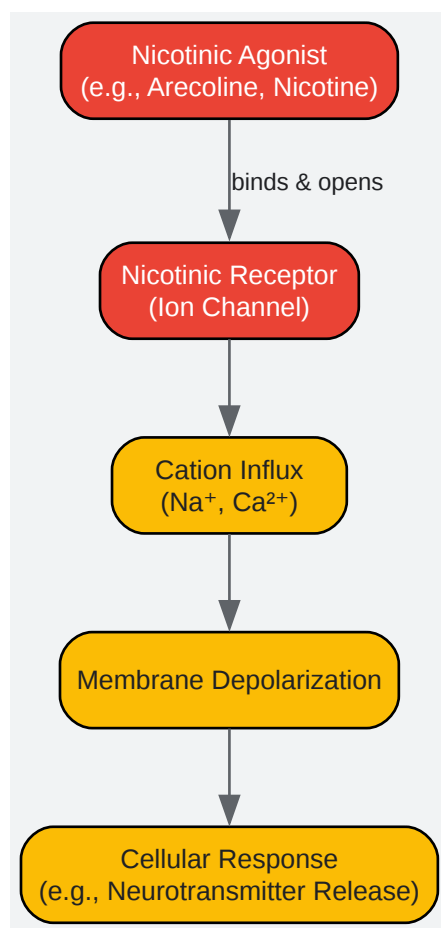 Nicotinic Agonist
(e.g., Arecoline, Nicotine)
binds & opens
Nicotinic Receptor
(Ion Channel)
Cation Influx
(Na⁺, Ca²⁺)
Membrane Depolarization
Cellular Response
(e.g., Neurotransmitter Release)